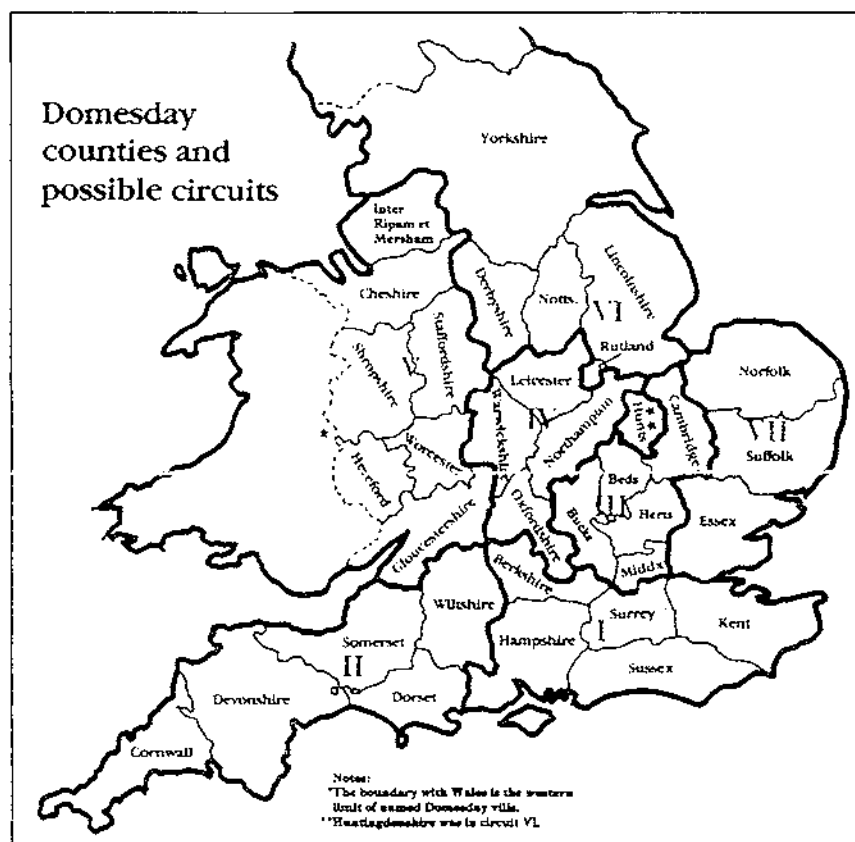 Domesday
counties and
possible circuits
Yorkshire
Inter
Ripam et
Mersham
Cheshire
Derbyshire
Notts.
Lincolnshire
VI
Rutland
Shropshire
V
Staffordshire
Leicester
Norfolk
*
Hereford
Worcester
Warwickshire
IV
Northampton
**
Hunts
Cambridge
VII
Suffolk
Beds
III
Herts
Bucks
Essex
Gloucestershire
Oxfordshire
Middx
Berkshire
Wiltshire
Somerset
II
Hampshire
I
Surrey
Kent
Sussex
Devonshire
Dorset
Cornwall
Notes:
*The boundary with Wales is the western
limit of named Domesday vills.
**Huntingdonshire was in circuit VI.